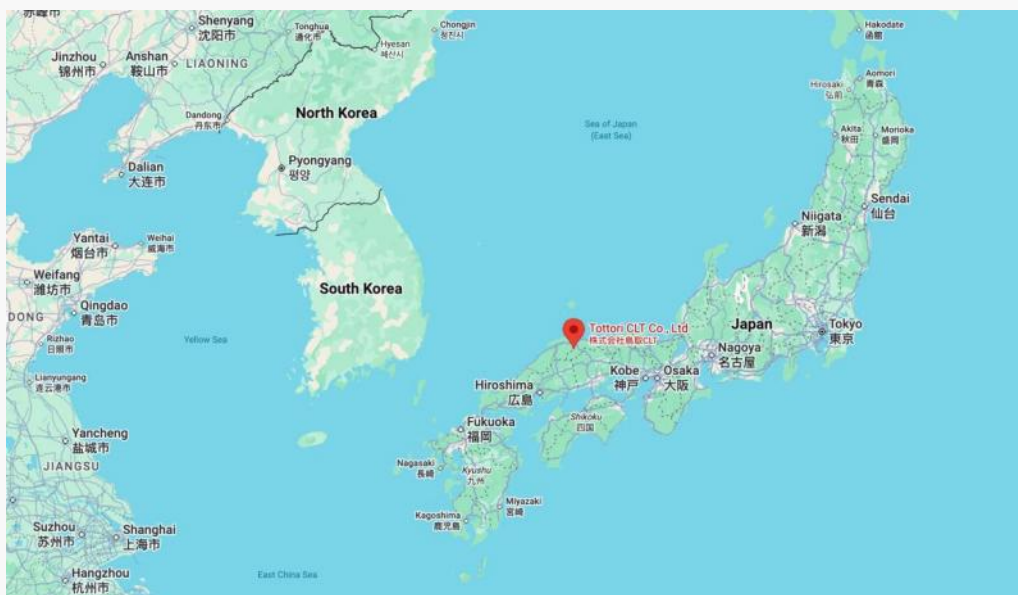 赤峰市
Shenyang
沈阳市
Tonghua
通化市
Chongjin
청진시
Hakodate
函館
Jinzhou
锦州市
Anshan
鞍山市
LIAONING
Hyesan
혜산시
Hirosaki
弘前
Aomori
青森
Dandong
丹东市
North Korea
Sea of Japan
(East Sea)
Akita
秋田
Morioka
盛岡
Dalian
大连市
Pyongyang
평양
Sendai
仙台
Niigata
新潟
Yantai
烟台市
Weihai
威海市
Weifang
潍坊市
South Korea
Qingdao
青岛市
DONG
Rizhao
日照市
Yellow Sea
Tottori CLT Co., Ltd
株式会社鳥取CLT
Japan
Tokyo
東京
Nagoya
名古屋
Kobe
神戸
Osaka
大阪
Hiroshima
広島
Lianyungang
连云港市
Shikoku
四国
Fukuoka
福岡
Yancheng
盐城市
JIANGSU
Nagasaki
長崎
Kyushu
九州
Miyazaki
宮崎
Kagoshima
鹿児島
Suzhou
苏州市
Shanghai
上海市
Hangzhou
杭州市
East China Sea